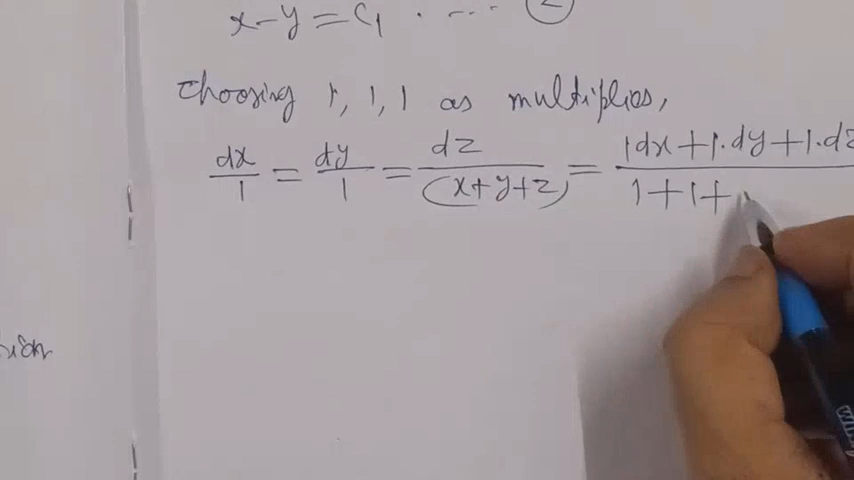 x-y=C₁ . .... ②
Choosing 1, 1, 1 as multiplies,
dx/1 = dy/1 = dz/(x+y+z) = 1dx+1.dy+1.dz/1+1+